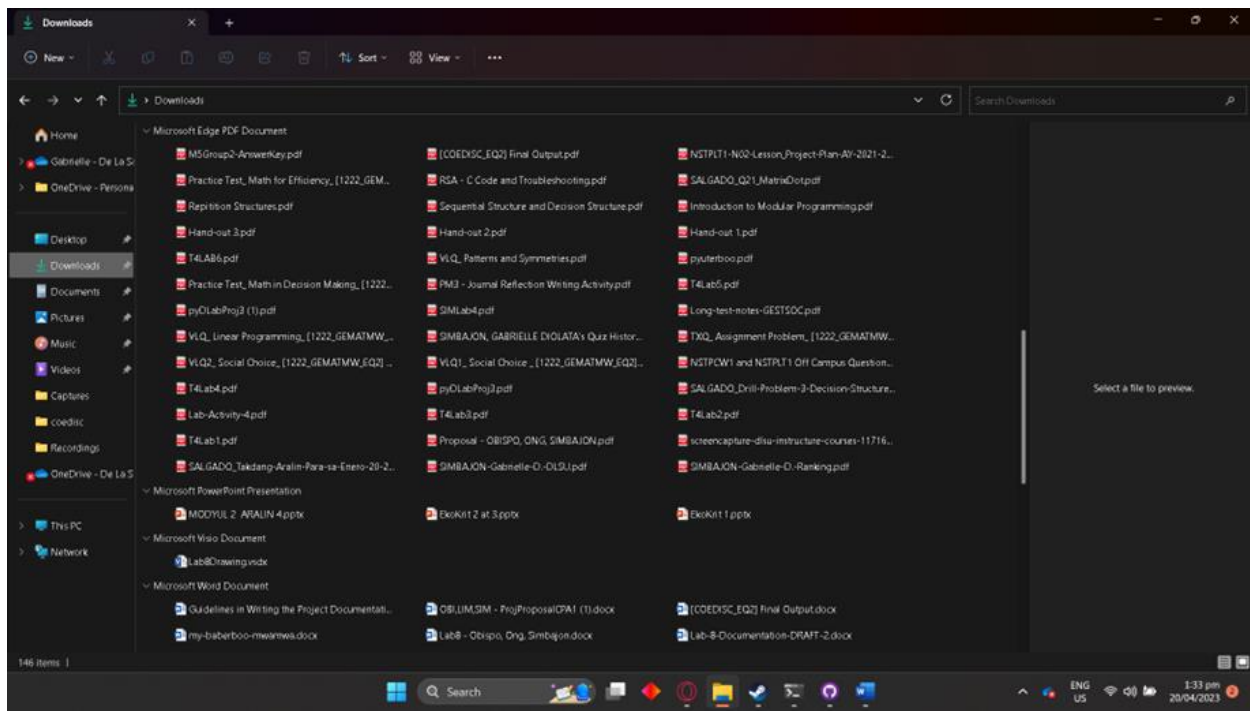 Downloads
New
Sort
View
Downloads
Search Downloads
Home
Gabrielle - De La S
OneDrive - Persona
Desktop
Downloads
Documents
Pictures
Music
Videos
Captures
coedisc
Recordings
OneDrive - De La S
This PC
Network
Microsoft Edge PDF Document
M5Group2-AnswerKey.pdf [COEDISC_EQ2] Final Output.pdf NSTPLT1-N02-Lesson_Project-Plan-AY-2021-2...
Practice Test_ Math for Efficiency_ [1222_GEM... RSA - C Code and Troubleshooting.pdf SALGADO_Q21_MatrixDot.pdf
Repitition Structures.pdf Sequential Structure and Decision Structure.pdf Introduction to Modular Programming.pdf
Hand-out 3.pdf Hand-out 2.pdf Hand-out 1.pdf
T4LAB6.pdf VLQ_ Patterns and Symmetries.pdf pyuterboo.pdf
Practice Test_ Math in Decision Making_ [1222... PM3 - Journal Reflection Writing Activity.pdf T4Lab5.pdf
pyDLabProj3 (1).pdf SIMLab4.pdf Long-test-notes-GESTSOC.pdf
VLQ_ Linear Programming_ [1222_GEMATMW_... SIMBAJON, GABRIELLE DIOLATA's Quiz Histor... TXQ_ Assignment Problem_ [1222_GEMATMW...
VLQ2_ Social Choice_ [1222_GEMATMW_EQ2] ... VLQ1_ Social Choice _ [1222_GEMATMW_EQ2]... NSTPCW1 and NSTPLT1 Off Campus Question...
T4Lab4.pdf pyDLabProj3.pdf SALGADO_Drill-Problem-3-Decision-Structure...
Lab-Activity-4.pdf T4Lab3.pdf T4Lab2.pdf
T4Lab1.pdf Proposal - OBISPO, ONG, SIMBAJON.pdf screencapture-dlsu-instructure-courses-11716...
SALGADO_Takdang-Aralin-Para-sa-Enero-20-2... SIMBAJON-Gabrielle-D.-DLSU.pdf SIMBAJON-Gabrielle-D.-Ranking.pdf
Microsoft PowerPoint Presentation
MODYUL 2 ARALIN 4.pptx EkoKrit 2 at 3.pptx EkoKrit 1.pptx
Microsoft Visio Document
Lab8Drawing.vsdx
Microsoft Word Document
Guidelines in Writing the Project Documentati... OBI,LIM,SIM - ProjProposalCPA1 (1).docx [COEDISC_EQ2] Final Output.docx
my-baberboo-mwamwa.docx Lab8 - Obispo, Ong, Simbajon.docx Lab-8-Documentation-DRAFT-2.docx
Select a file to preview.
146 items
Search
ENG
US
1:33 pm
20/04/2023